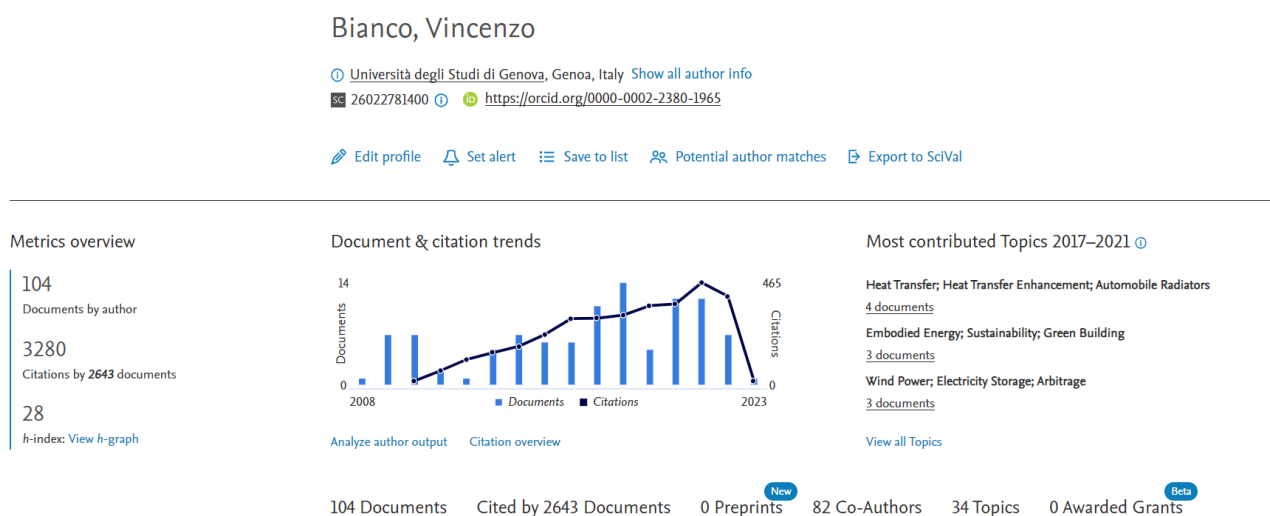 Bianco, Vincenzo
Università degli Studi di Genova, Genoa, Italy Show all author info
SC 26022781400 https://orcid.org/0000-0002-2380-1965
Edit profile Set alert Save to list Potential author matches Export to SciVal
Metrics overview
104
Documents by author
3280
Citations by 2643 documents
28
h-index: View h-graph
Document & citation trends
14
465
Documents
Citations
0
0
2008
2023
Documents Citations
Analyze author output Citation overview
Most contributed Topics 2017–2021
Heat Transfer; Heat Transfer Enhancement; Automobile Radiators
4 documents
Embodied Energy; Sustainability; Green Building
3 documents
Wind Power; Electricity Storage; Arbitrage
3 documents
View all Topics
New
Beta
104 Documents Cited by 2643 Documents 0 Preprints 82 Co-Authors 34 Topics 0 Awarded Grants